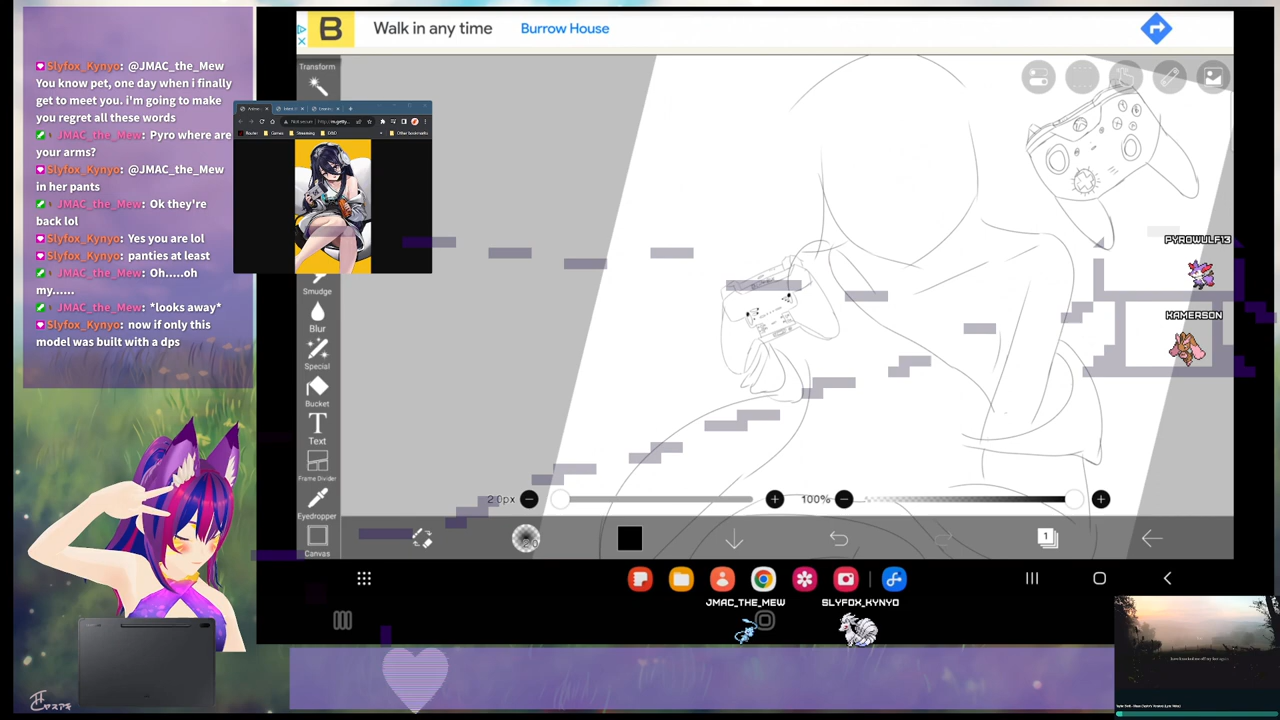 Slyfox_Kynyo: @JMAC_the_Mew
You know pet, one day when i finally
get to meet you. i'm going to make
you regret all these words
JMAC_the_Mew: Pyro where are
your arms?
Slyfox_Kynyo: @JMAC_the_Mew
in her pants
JMAC_the_Mew: Ok they're
back lol
Slyfox_Kynyo: Yes you are lol
Slyfox_Kynyo: panties at least
JMAC_the_Mew: Oh.....oh
my......
JMAC_the_Mew: *looks away*
Slyfox_Kynyo: now if only this
model was built with a dps
B
Walk in any time
Burrow House
Transform
Smudge
Blur
Special
Bucket
Text
Frame Divider
Eyedropper
Canvas
Other bookmarks
PYROWULF13
KAMERSON
2.0px
100%
1
JMAC_THE_MEW
SLYFOX_KYNYO